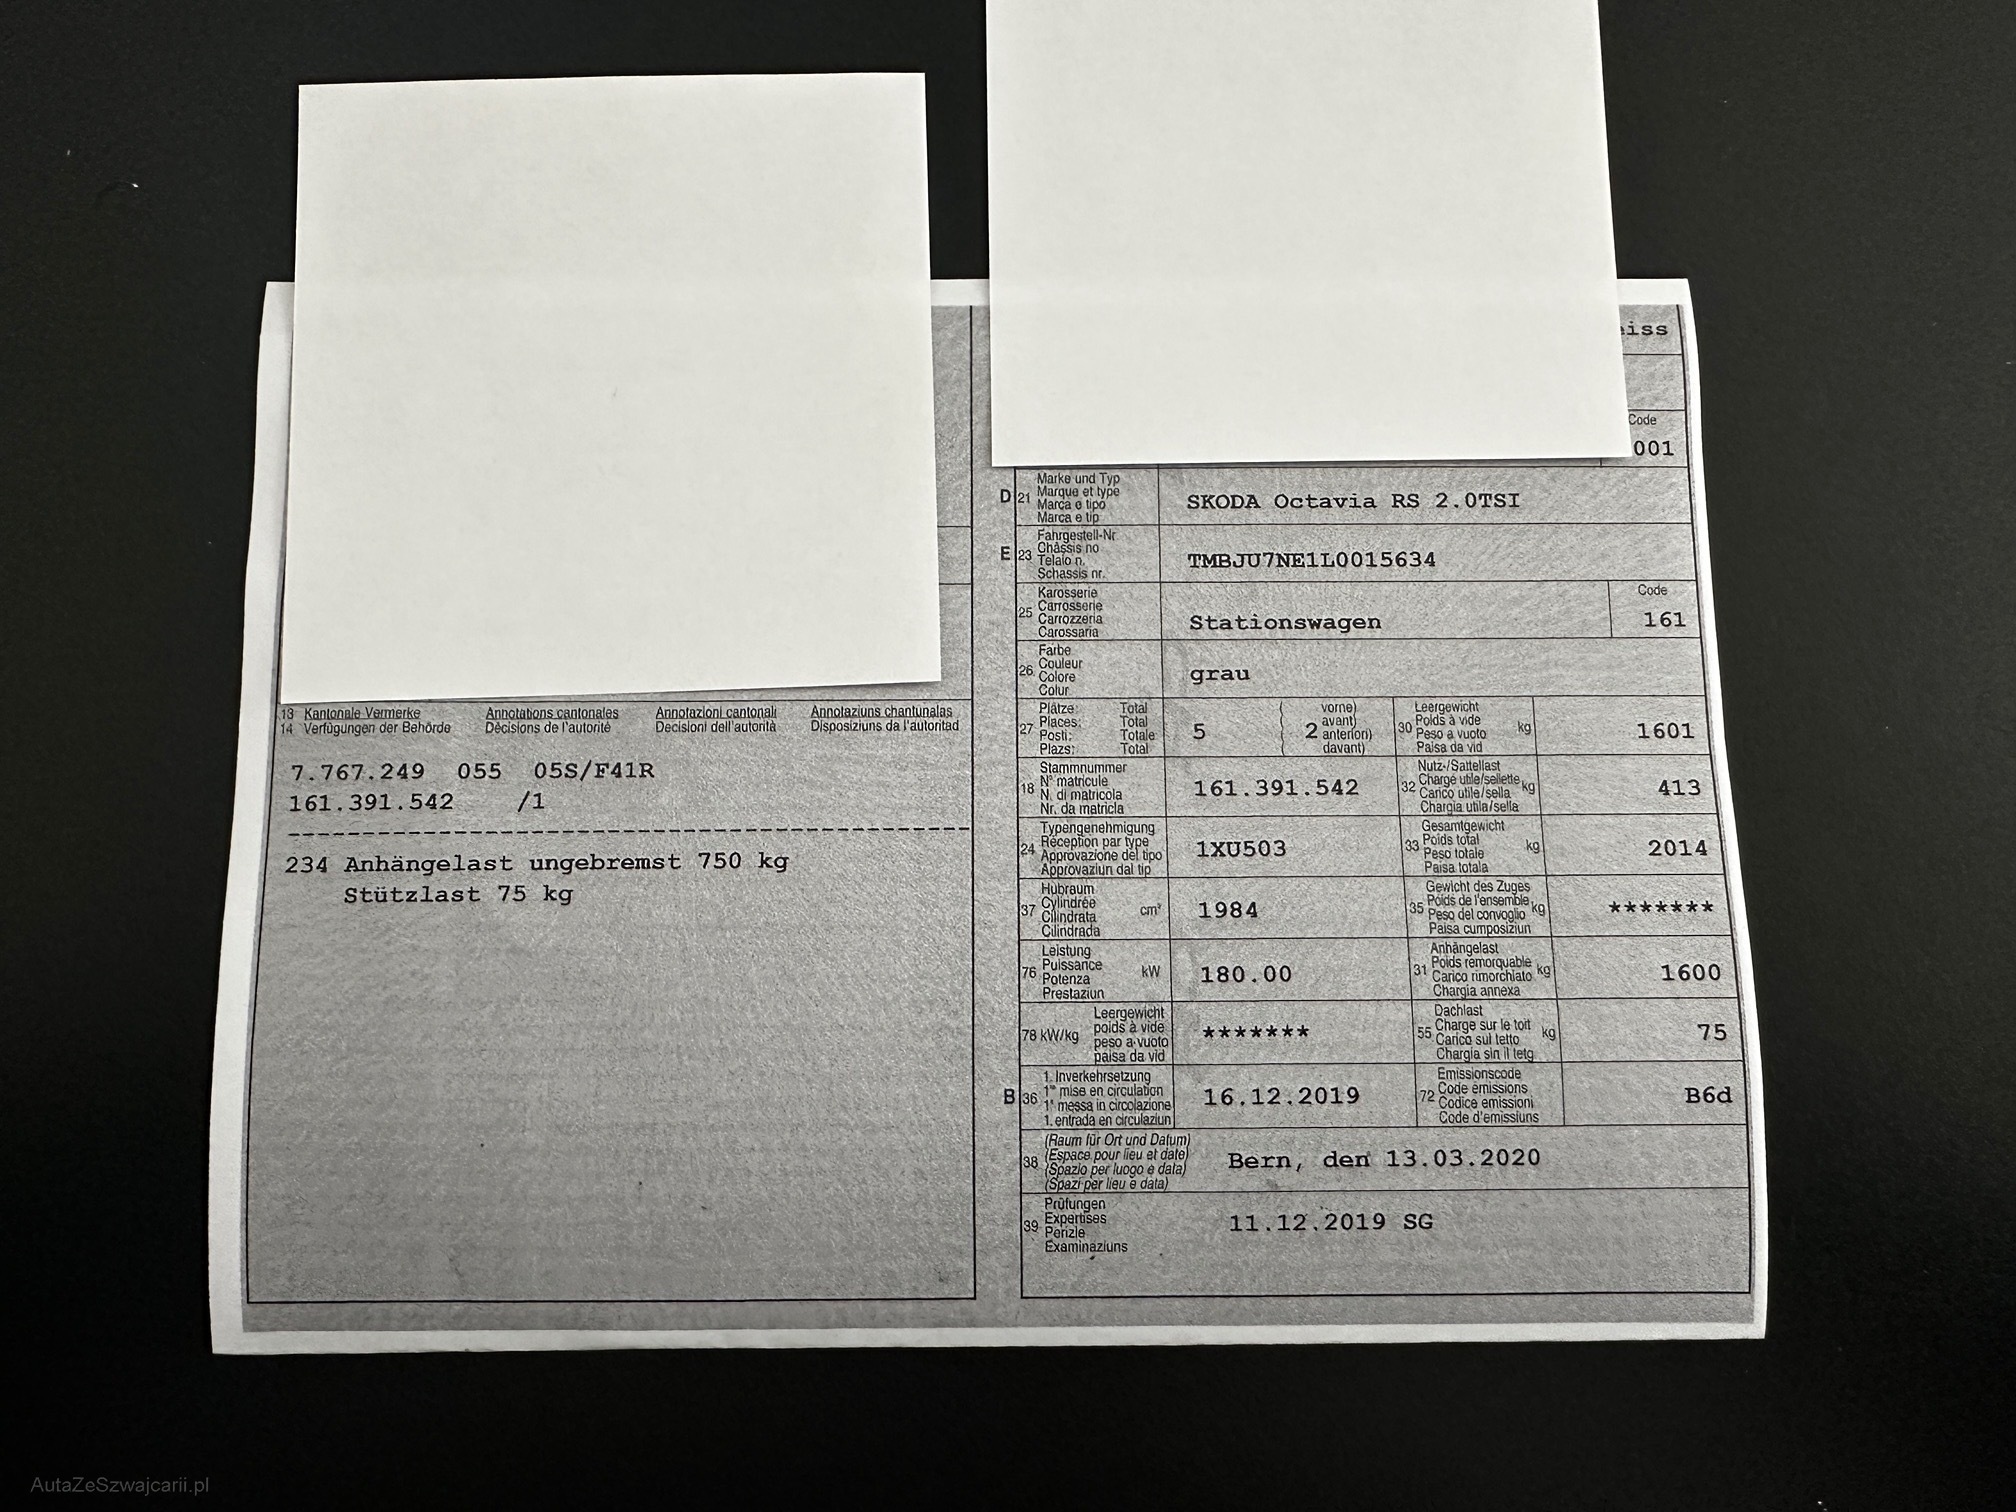 13 Kantonale Vermerke Annotations cantonales Annotazioni cantonali Annotaziuns chantunalas
14 Verfügungen der Behörde Décisions de l'autorité Decisioni dell'autorità Disposiziuns da l'autoritad
7.767.249 055 05S/F41R
161.391.542 /1
234 Anhängelast ungebremst 750 kg
Stützlast 75 kg
Code
001
D 21 Marke und Typ
Marque et type
Marca e tipo
Marca e tip
SKODA Octavia RS 2.0TSI
E 23 Fahrgestell-Nr.
Châssis no
Telaio n.
Schassis nr.
TMBJU7NE1L0015634
25 Karosserie
Carrosserie
Carrozzeria
Carossaria
Stationswagen
Code
161
26 Farbe
Couleur
Colore
Colur
grau
27 Plätze: Total
Places: Total
Posti: Totale
Plazs: Total
5
( vorne)
( avant)
2 anteriori)
( davant)
30 Leergewicht
Poids à vide
Peso a vuoto
Paisa da vid
kg
1601
18 Stammnummer
N° matricule
N. di matricola
Nr. da matricla
161.391.542
32 Nutz-/Sattellast
Charge utile/sellette
Carico utile/sella
Chargia utila/sella
kg
413
24 Typengenehmigung
Réception par type
Approvazione del tipo
Approvaziun dal tip
1XU503
33 Gesamtgewicht
Poids total
Peso totale
Paisa totala
kg
2014
37 Hubraum
Cylindrée
Cilindrata
Cilindrada
cm³
1984
35 Gewicht des Zuges
Poids de l'ensemble
Peso del convoglio
Paisa cumposiziun
kg
*******
76 Leistung
Puissance
Potenza
Prestaziun
kW
180.00
31 Anhängelast
Poids remorquable
Carico rimorchiato
Chargia annexa
kg
1600
78 kW/kg
Leergewicht
poids à vide
peso a vuoto
paisa da vid
*******
55 Dachlast
Charge sur le toit
Carico sul tetto
Chargia sin il tetg
kg
75
B 36 1. Inverkehrsetzung
1re mise en circulation
1a messa in circolazione
1. entrada en circulaziun
16.12.2019
72 Emissionscode
Code émissions
Codice emissioni
Code d'emissiuns
B6d
38 (Raum für Ort und Datum)
(Espace pour lieu et date)
(Spazio per luogo e data)
(Spazi per lieu e data)
Bern, den 13.03.2020
39 Prüfungen
Expertises
Perizie
Examinaziuns
11.12.2019 SG
AutaZeSzwajcarii.pl